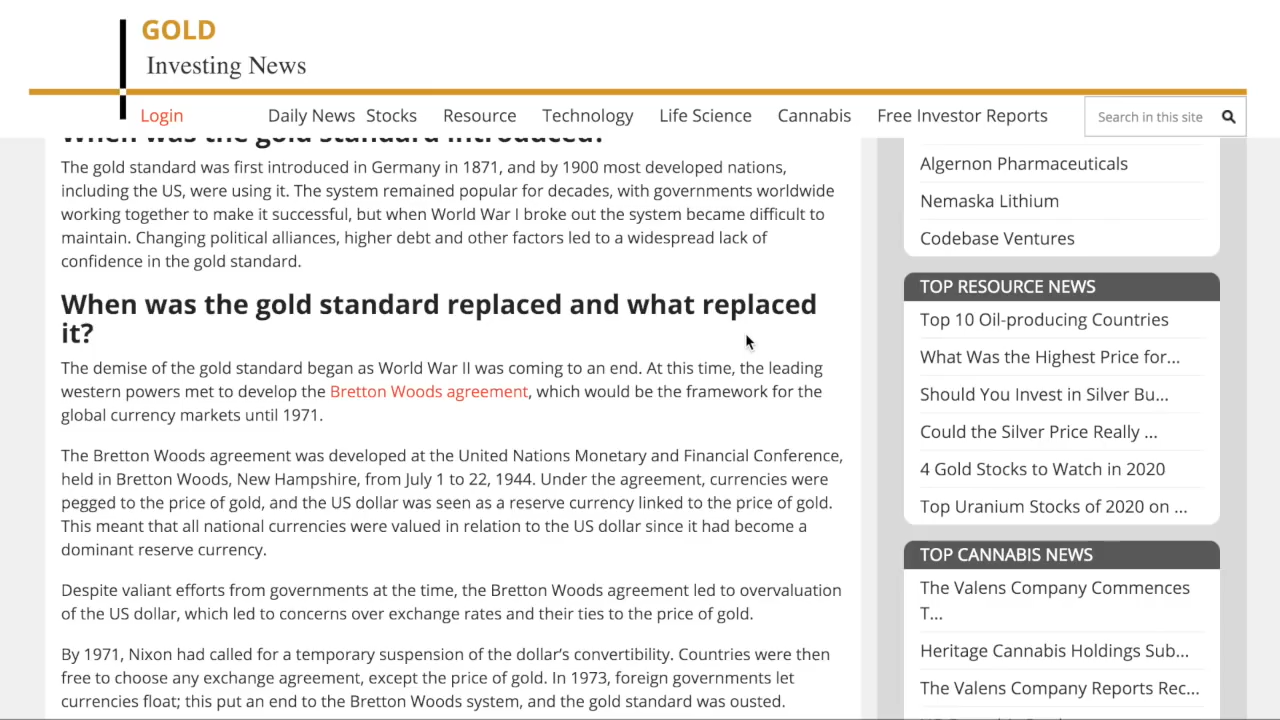 GOLD
Investing News
Login
Daily News
Stocks
Resource
Technology
Life Science
Cannabis
Free Investor Reports
Search in this site
When was the gold standard introduced?
The gold standard was first introduced in Germany in 1871, and by 1900 most developed nations,
including the US, were using it. The system remained popular for decades, with governments worldwide
working together to make it successful, but when World War I broke out the system became difficult to
maintain. Changing political alliances, higher debt and other factors led to a widespread lack of
confidence in the gold standard.
When was the gold standard replaced and what replaced
it?
The demise of the gold standard began as World War II was coming to an end. At this time, the leading
western powers met to develop the Bretton Woods agreement, which would be the framework for the
global currency markets until 1971.
The Bretton Woods agreement was developed at the United Nations Monetary and Financial Conference,
held in Bretton Woods, New Hampshire, from July 1 to 22, 1944. Under the agreement, currencies were
pegged to the price of gold, and the US dollar was seen as a reserve currency linked to the price of gold.
This meant that all national currencies were valued in relation to the US dollar since it had become a
dominant reserve currency.
Despite valiant efforts from governments at the time, the Bretton Woods agreement led to overvaluation
of the US dollar, which led to concerns over exchange rates and their ties to the price of gold.
By 1971, Nixon had called for a temporary suspension of the dollar's convertibility. Countries were then
free to choose any exchange agreement, except the price of gold. In 1973, foreign governments let
currencies float; this put an end to the Bretton Woods system, and the gold standard was ousted.
Algernon Pharmaceuticals
Nemaska Lithium
Codebase Ventures
TOP RESOURCE NEWS
Top 10 Oil-producing Countries
What Was the Highest Price for...
Should You Invest in Silver Bu...
Could the Silver Price Really ...
4 Gold Stocks to Watch in 2020
Top Uranium Stocks of 2020 on ...
TOP CANNABIS NEWS
The Valens Company Commences
T...
Heritage Cannabis Holdings Sub...
The Valens Company Reports Rec...